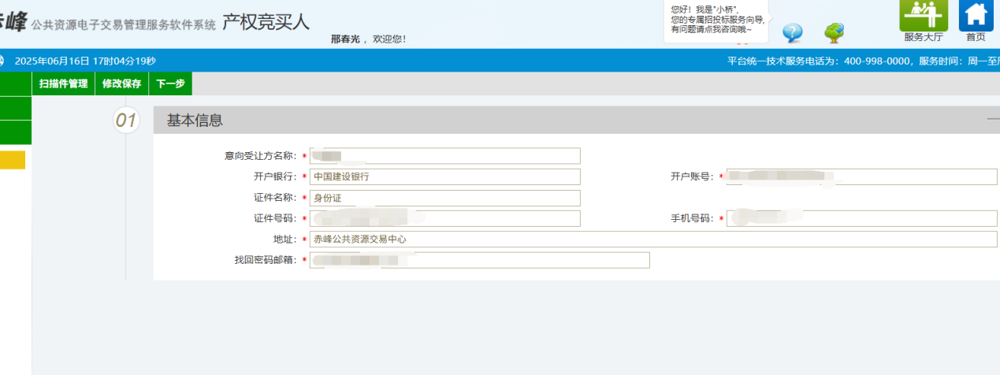 峰 公共资源电子交易管理服务软件系统 产权竞买人
邢春光 ，欢迎您！
您好！我是"小桥"，
您的专属招投标服务向导，
有问题请点我咨询哦~
服务大厅
首页
2025年06月16日 17时04分19秒
平台统一技术服务电话为：400-998-0000，服务时间：周一至
扫描件管理 修改保存 下一步
01 基本信息
意向受让方名称：*
开户银行：* 中国建设银行 开户账号：*
证件名称：* 身份证
证件号码：* 手机号码：*
地址：* 赤峰公共资源交易中心
找回密码邮箱：*